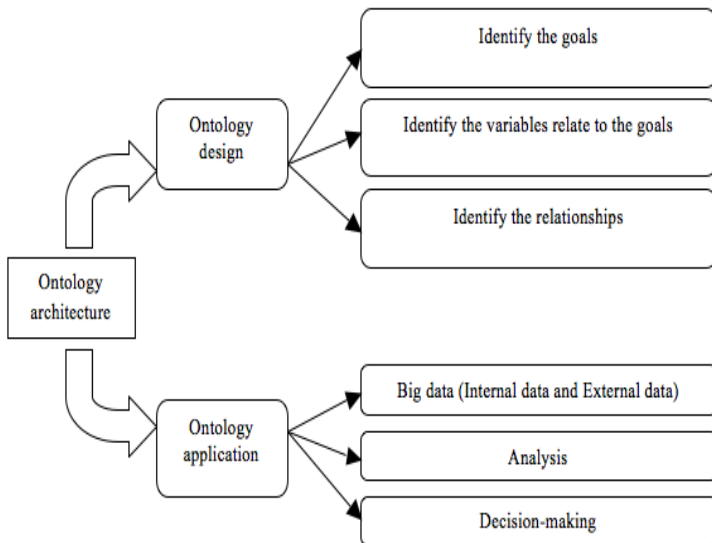 Identify the goals
Ontology
design
Identify the variables relate to the goals
Identify the relationships
Ontology
architecture
Big data (Internal data and External data)
Ontology
application
Analysis
Decision-making